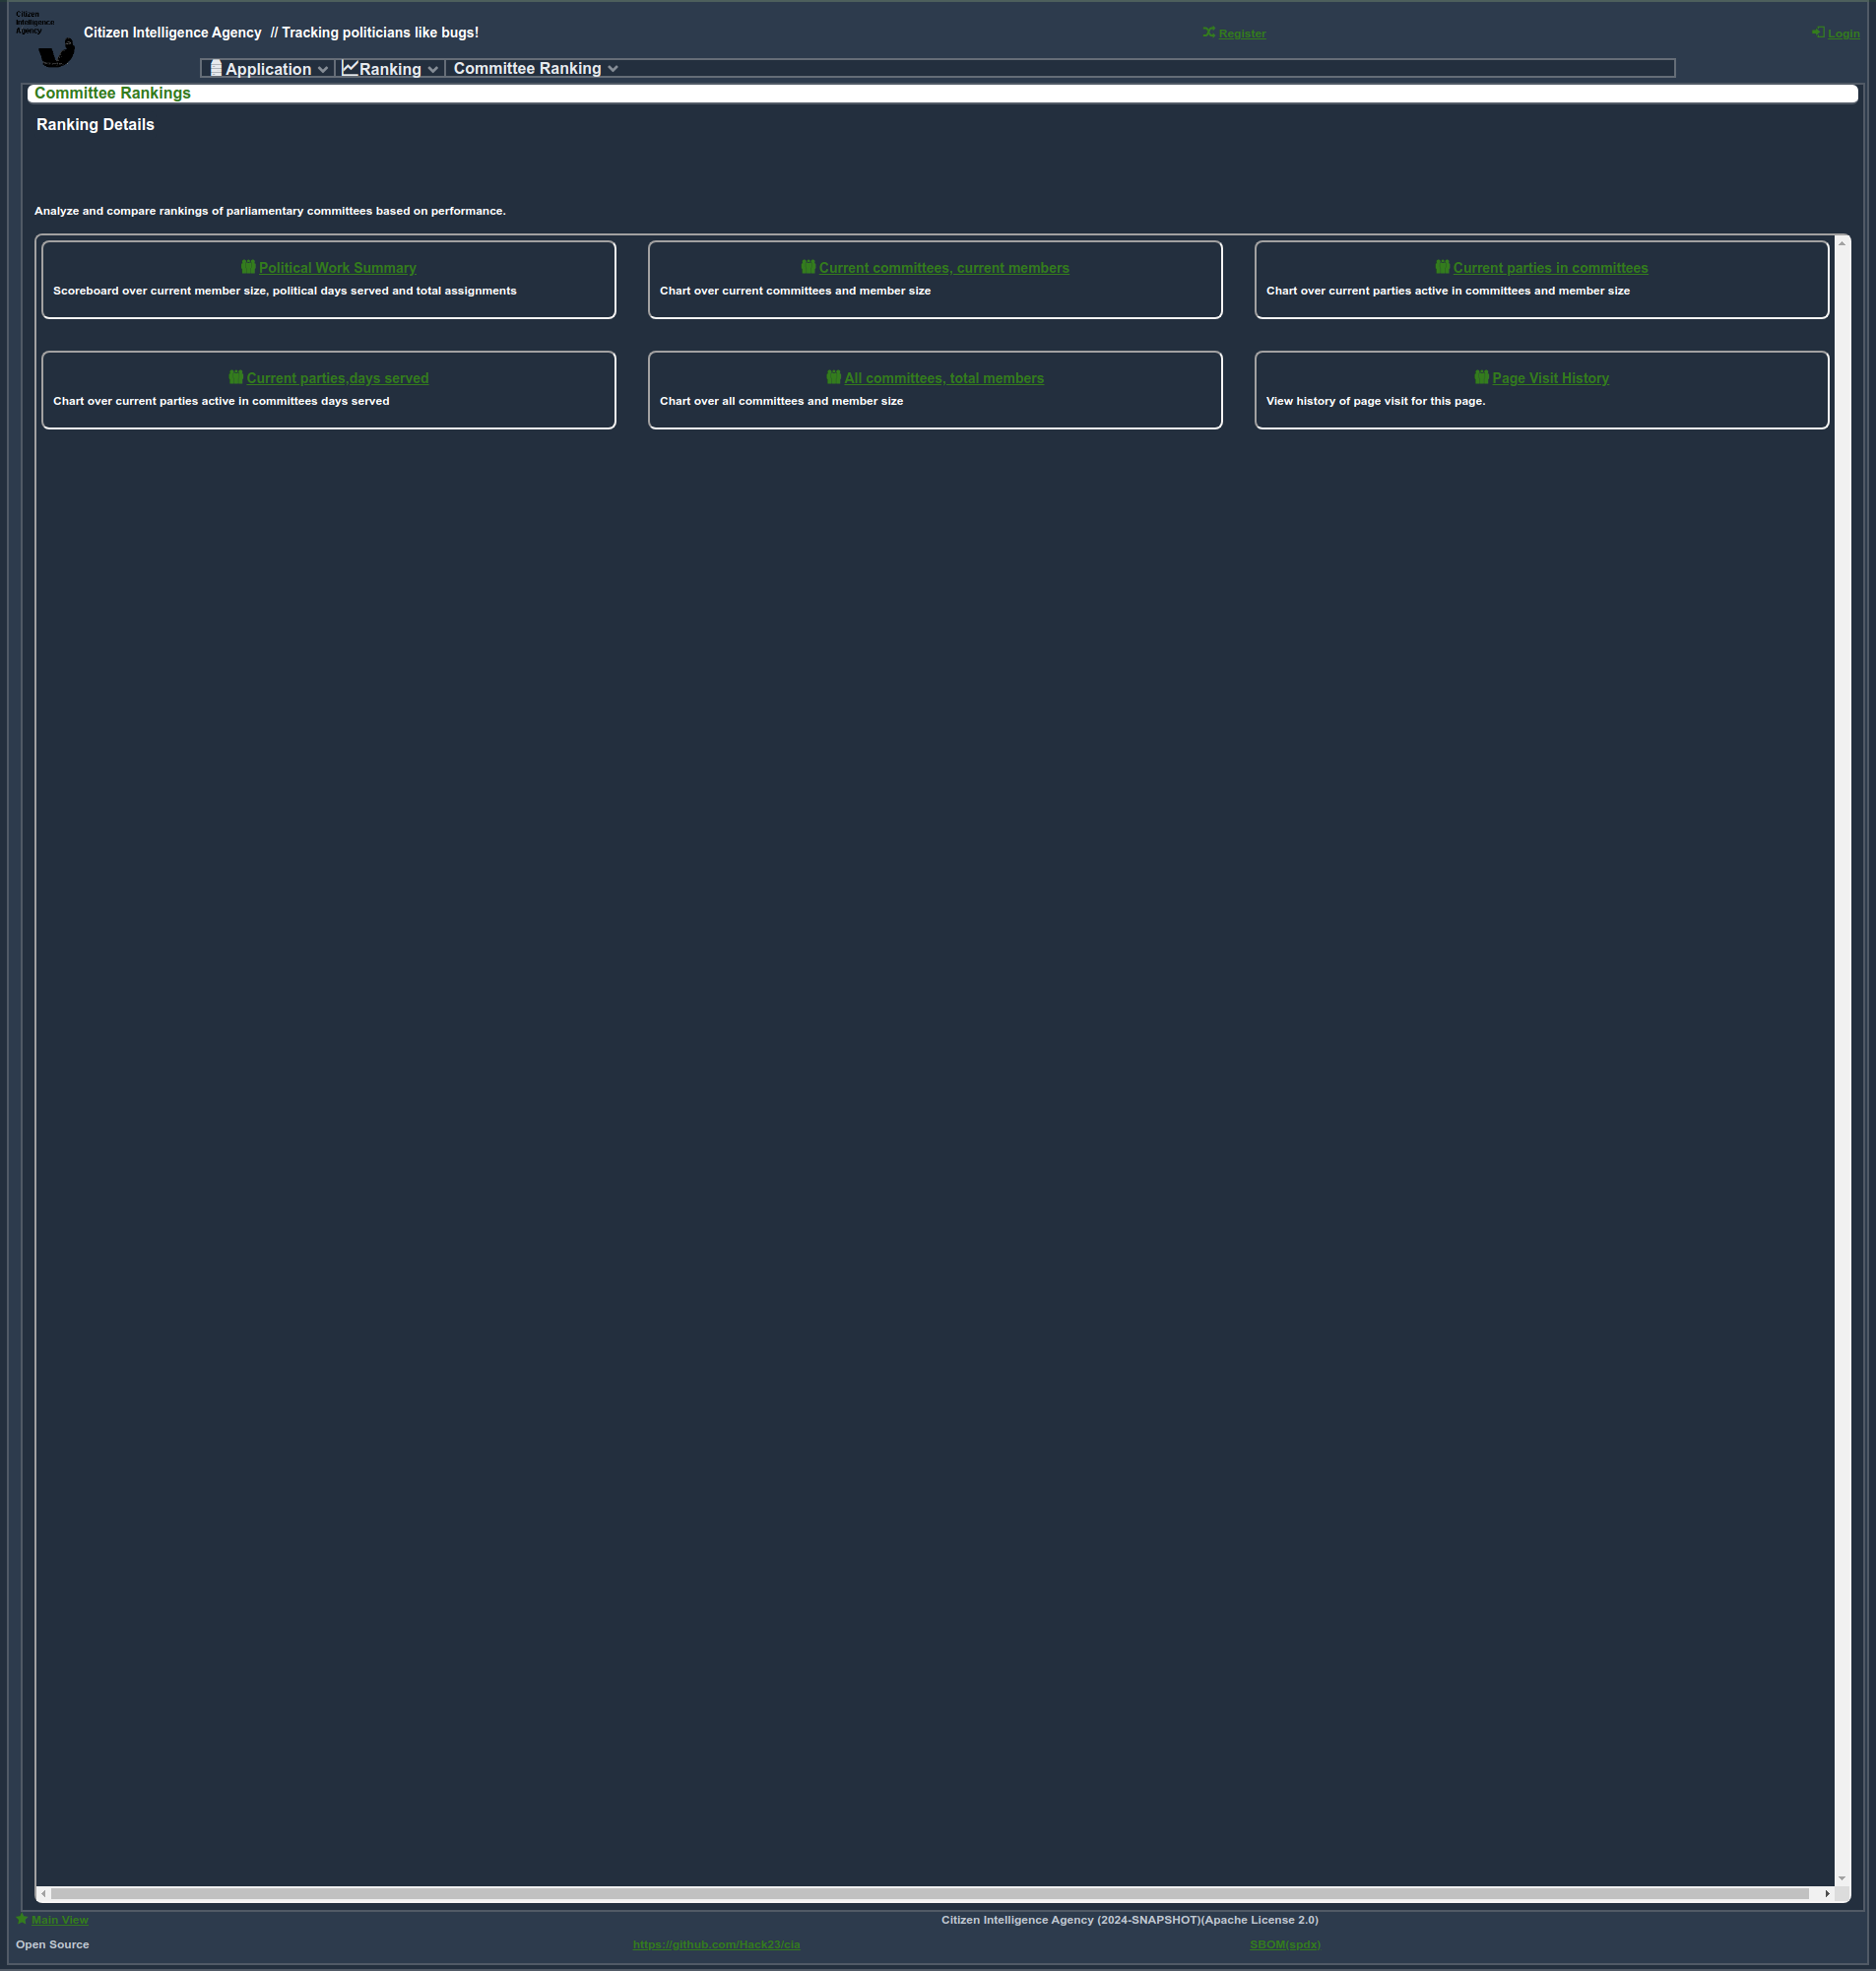 Citizen
Intelligence
Agency
Citizen Intelligence Agency // Tracking politicians like bugs!
Register
Login
Application
Ranking
Committee Ranking
Committee Rankings
Ranking Details
Analyze and compare rankings of parliamentary committees based on performance.
Political Work Summary
Scoreboard over current member size, political days served and total assignments
Current committees, current members
Chart over current committees and member size
Current parties in committees
Chart over current parties active in committees and member size
Current parties,days served
Chart over current parties active in committees days served
All committees, total members
Chart over all committees and member size
Page Visit History
View history of page visit for this page.
Main View
Citizen Intelligence Agency (2024-SNAPSHOT)(Apache License 2.0)
Open Source
https://github.com/Hack23/cia
SBOM(spdx)